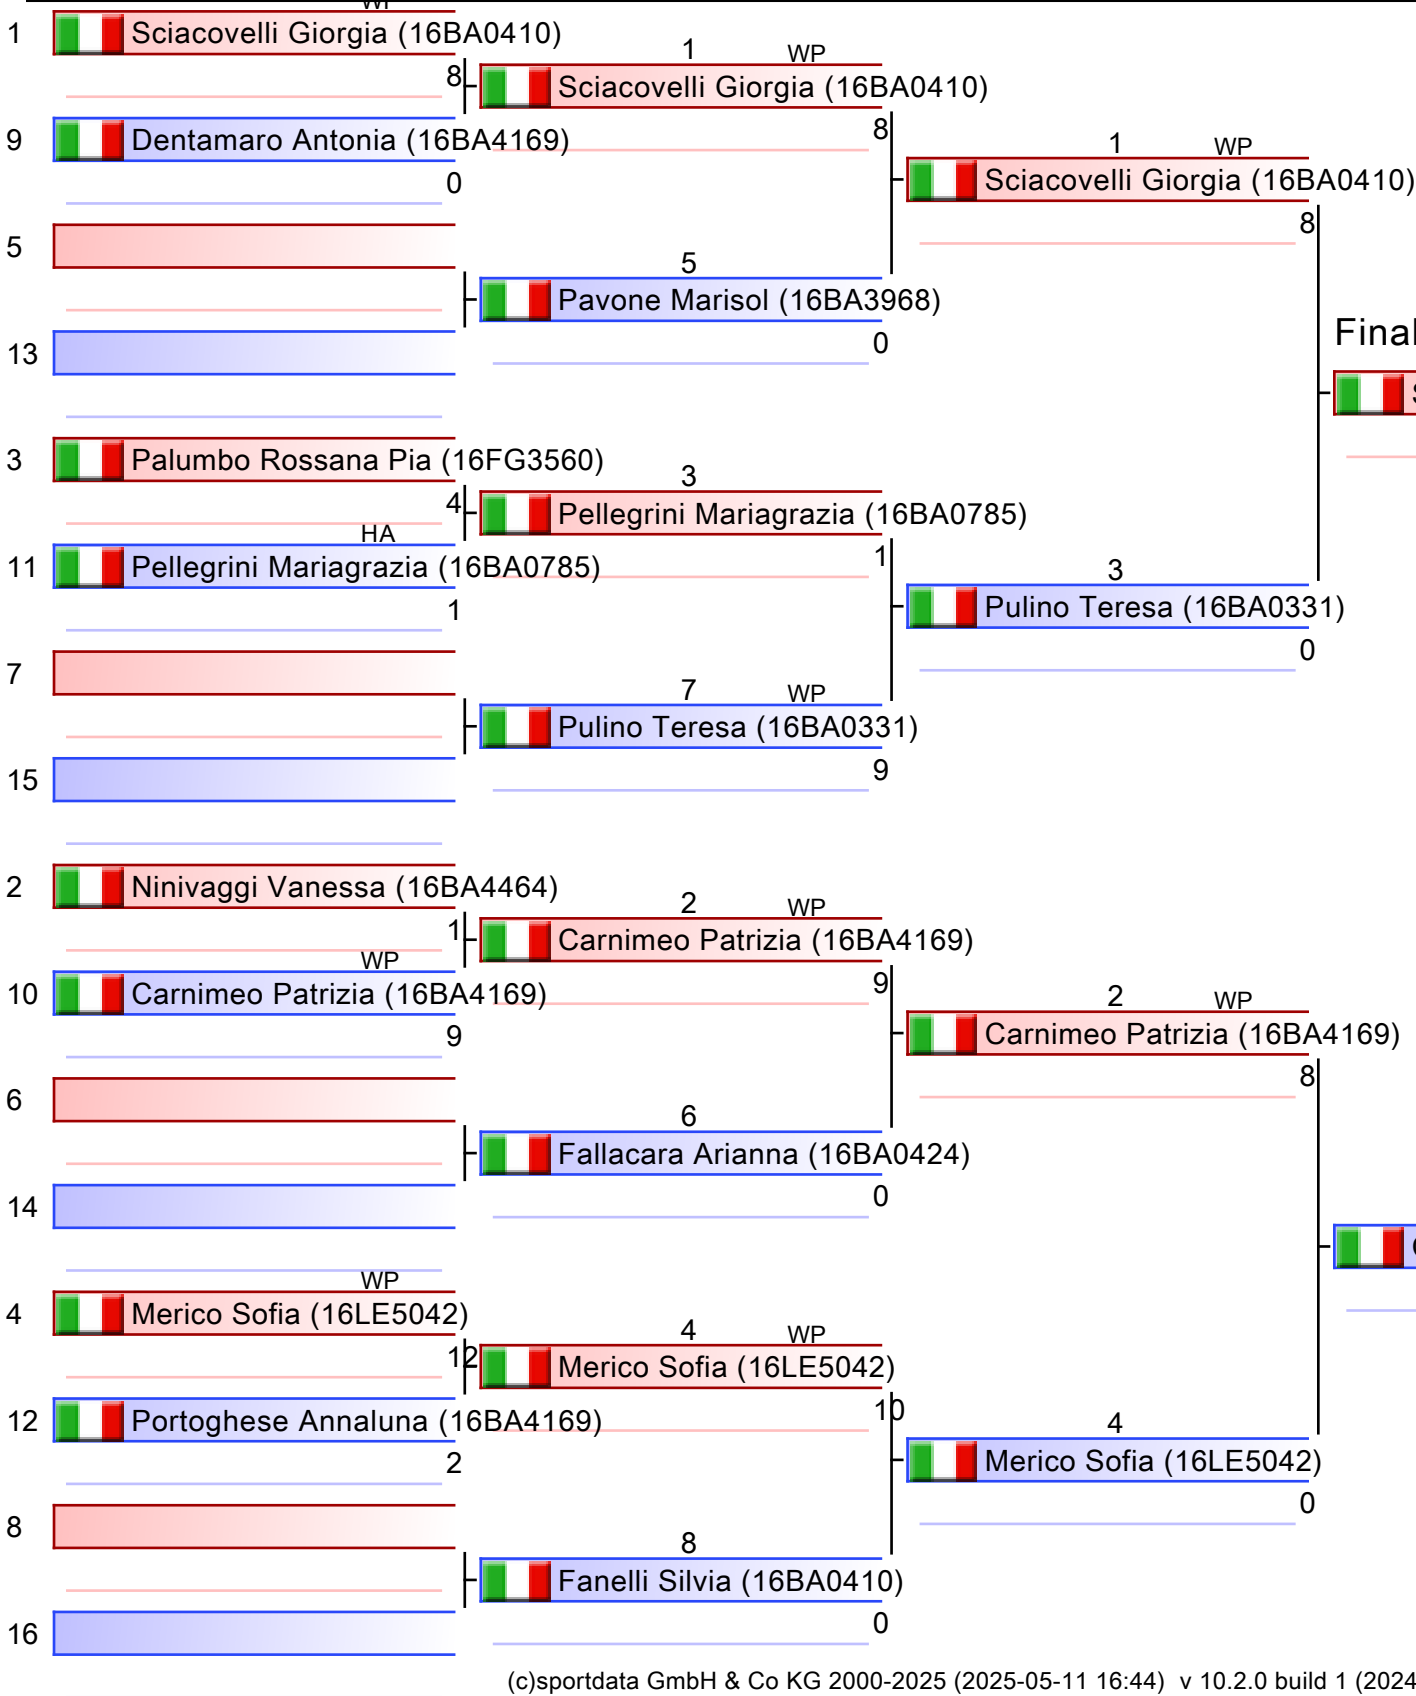 WP
1 Sciacovelli Giorgia (16BA0410)
8
9 Dentamaro Antonia (16BA4169)
0
5
13
3 Palumbo Rossana Pia (16FG3560)
4
HA
11 Pellegrini Mariagrazia (16BA0785)
1
7
15
2 Ninivaggi Vanessa (16BA4464)
1
WP
10 Carnimeo Patrizia (16BA4169)
9
6
14
WP
4 Merico Sofia (16LE5042)
12
12 Portoghese Annaluna (16BA4169)
2
8
16
1 WP
Sciacovelli Giorgia (16BA0410)
8
5
Pavone Marisol (16BA3968)
0
3
Pellegrini Mariagrazia (16BA0785)
1
7 WP
Pulino Teresa (16BA0331)
9
2 WP
Carnimeo Patrizia (16BA4169)
9
6
Fallacara Arianna (16BA0424)
0
4 WP
Merico Sofia (16LE5042)
10
8
Fanelli Silvia (16BA0410)
0
1 WP
Sciacovelli Giorgia (16BA0410)
8
3
Pulino Teresa (16BA0331)
0
2 WP
Carnimeo Patrizia (16BA4169)
8
4
Merico Sofia (16LE5042)
0
Final
(c)sportdata GmbH & Co KG 2000-2025 (2025-05-11 16:44) v 10.2.0 build 1 (2024